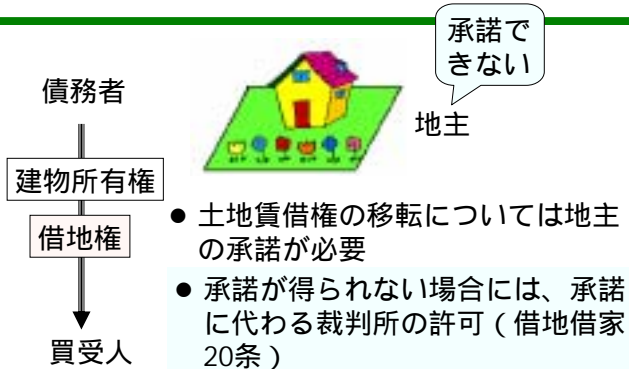 承諾で
きない
債務者
地主
建物所有権
借地権
● 土地賃借権の移転については地主
の承諾が必要
● 承諾が得られない場合には、承諾
に代わる裁判所の許可（借地借家
20条）
買受人